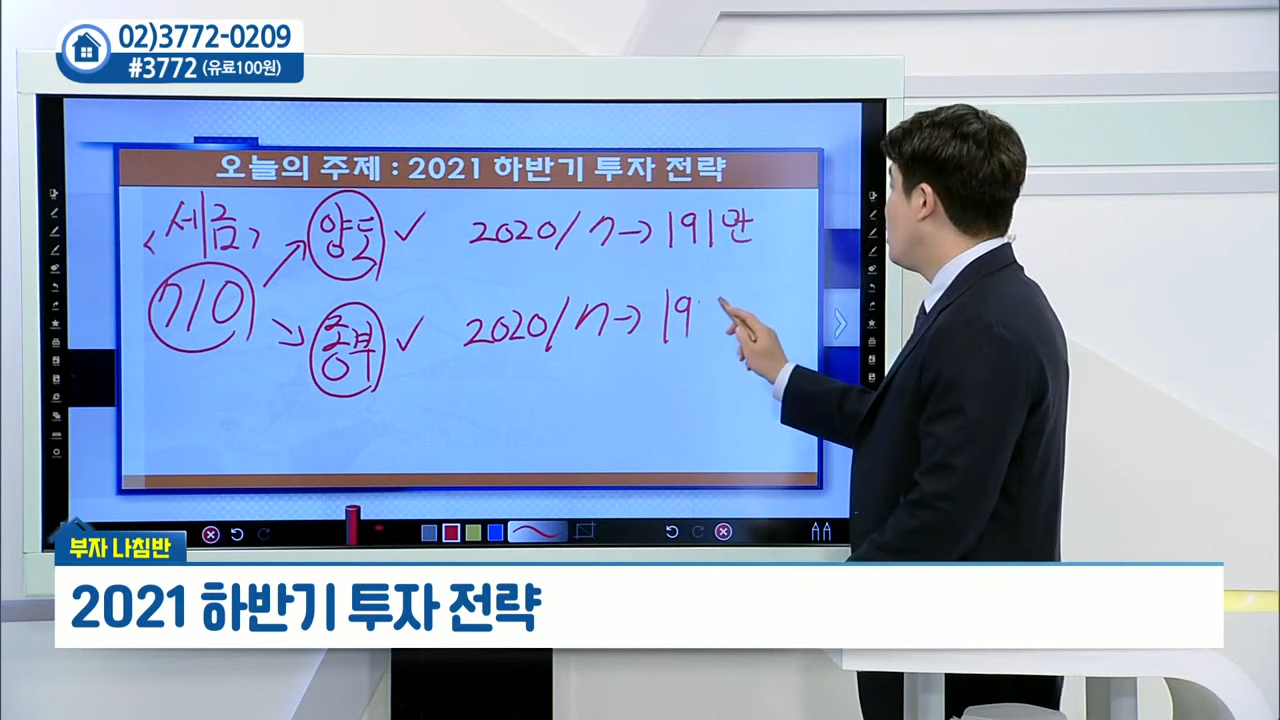 02)3772-0209
#3772 (유료100원)
오늘의 주제 : 2021 하반기 투자 전략
<세금>
양도 ✓ 2020/7→191만
7/10
종부 ✓ 2020/7→19
부자 나침반
2021 하반기 투자 전략